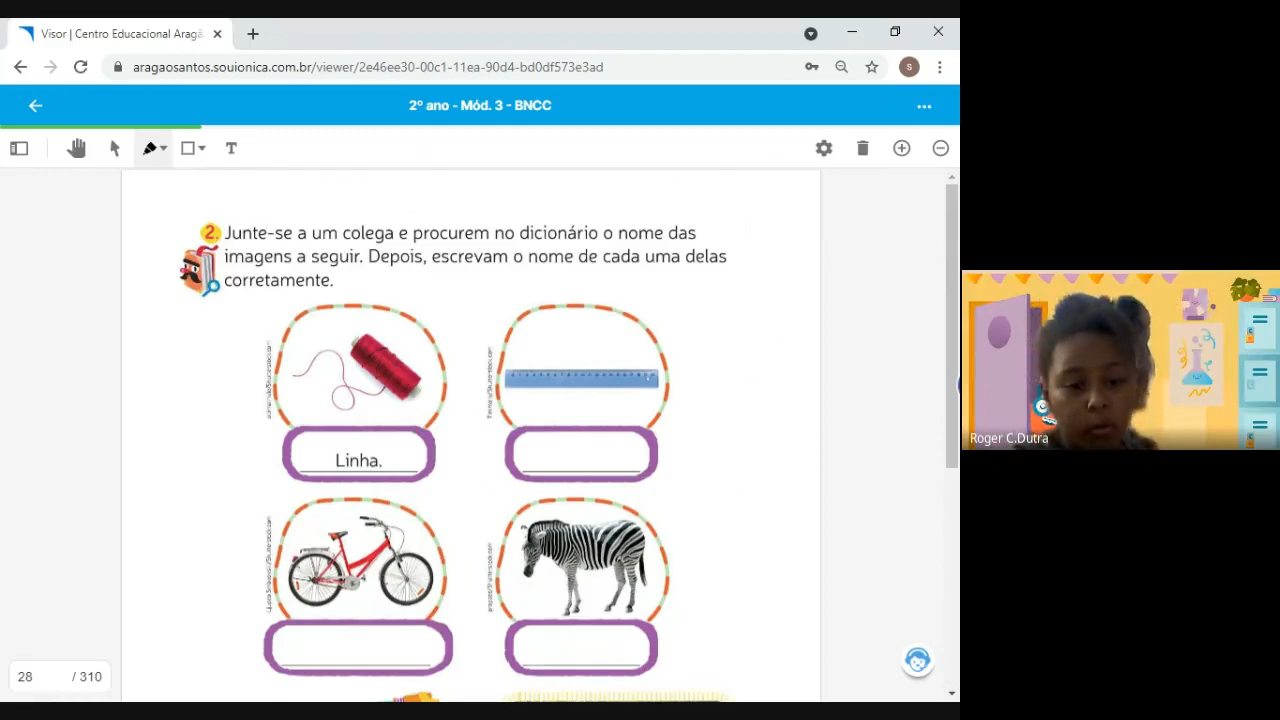 Visor | Centro Educacional Aragã
aragaosantos.souionica.com.br/viewer/2e46ee30-00c1-11ea-90d4-bd0df573e3ad
S
2º ano - Mód. 3 - BNCC
T
2. Junte-se a um colega e procurem no dicionário o nome das
imagens a seguir. Depois, escrevam o nome de cada uma delas
corretamente.
Linha.
28 / 310
Roger C.Dutra